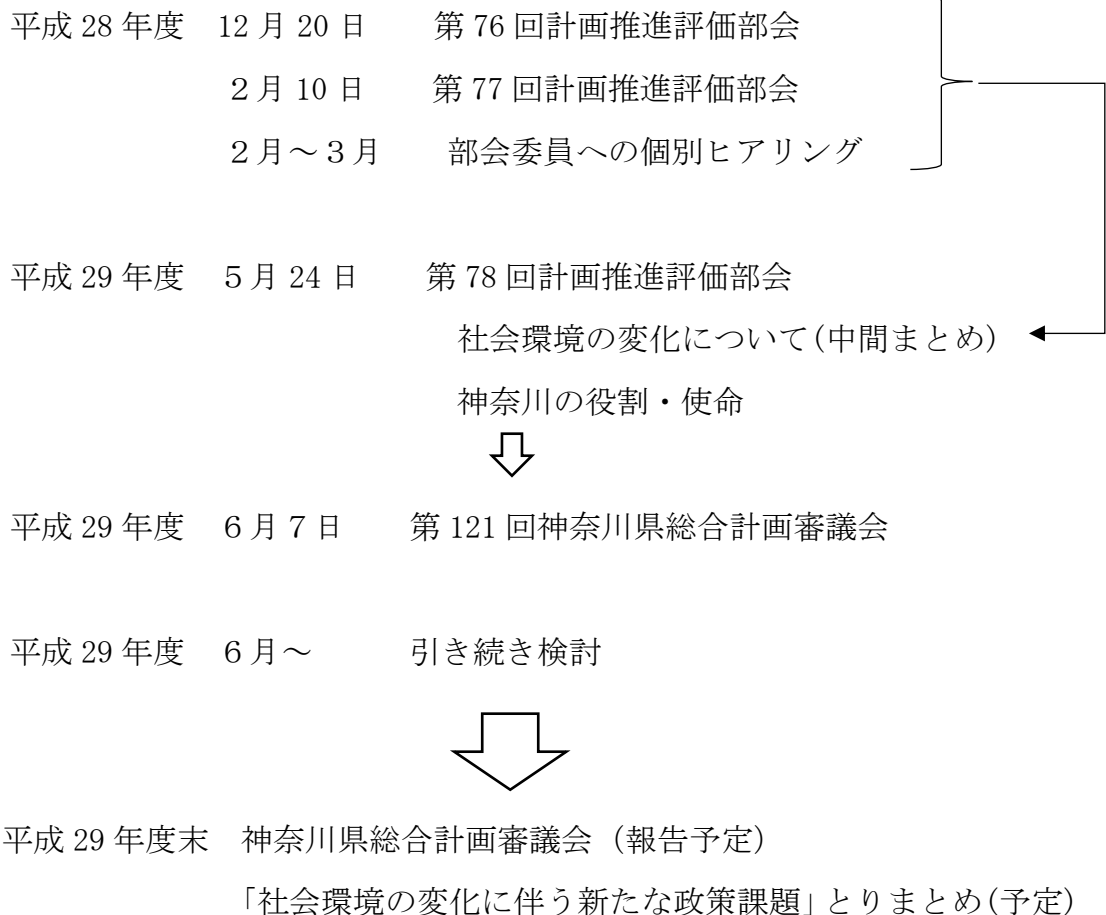 平成 28 年度 12 月 20 日 第 76 回計画推進評価部会
２月 10 日 第 77 回計画推進評価部会
２月～３月 部会委員への個別ヒアリング
平成 29 年度 ５月 24 日 第 78 回計画推進評価部会
社会環境の変化について(中間まとめ)
神奈川の役割・使命
平成 29 年度 ６月７日 第 121 回神奈川県総合計画審議会
平成 29 年度 ６月～ 引き続き検討
平成 29 年度末 神奈川県総合計画審議会（報告予定）
「社会環境の変化に伴う新たな政策課題」とりまとめ(予定)